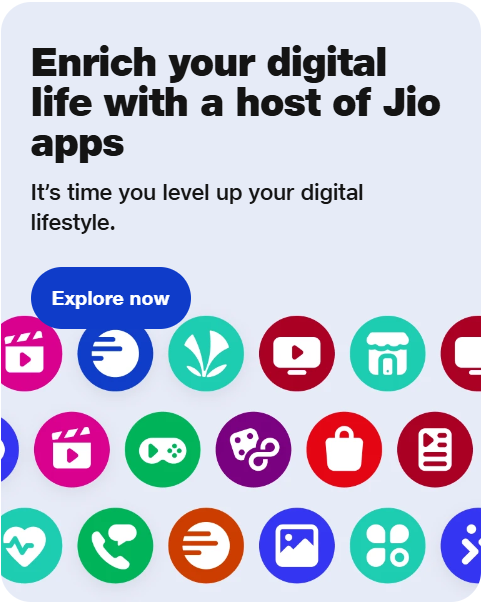 Enrich your digital
life with a host of Jio
apps
It's time you level up your digital
lifestyle.
Explore now